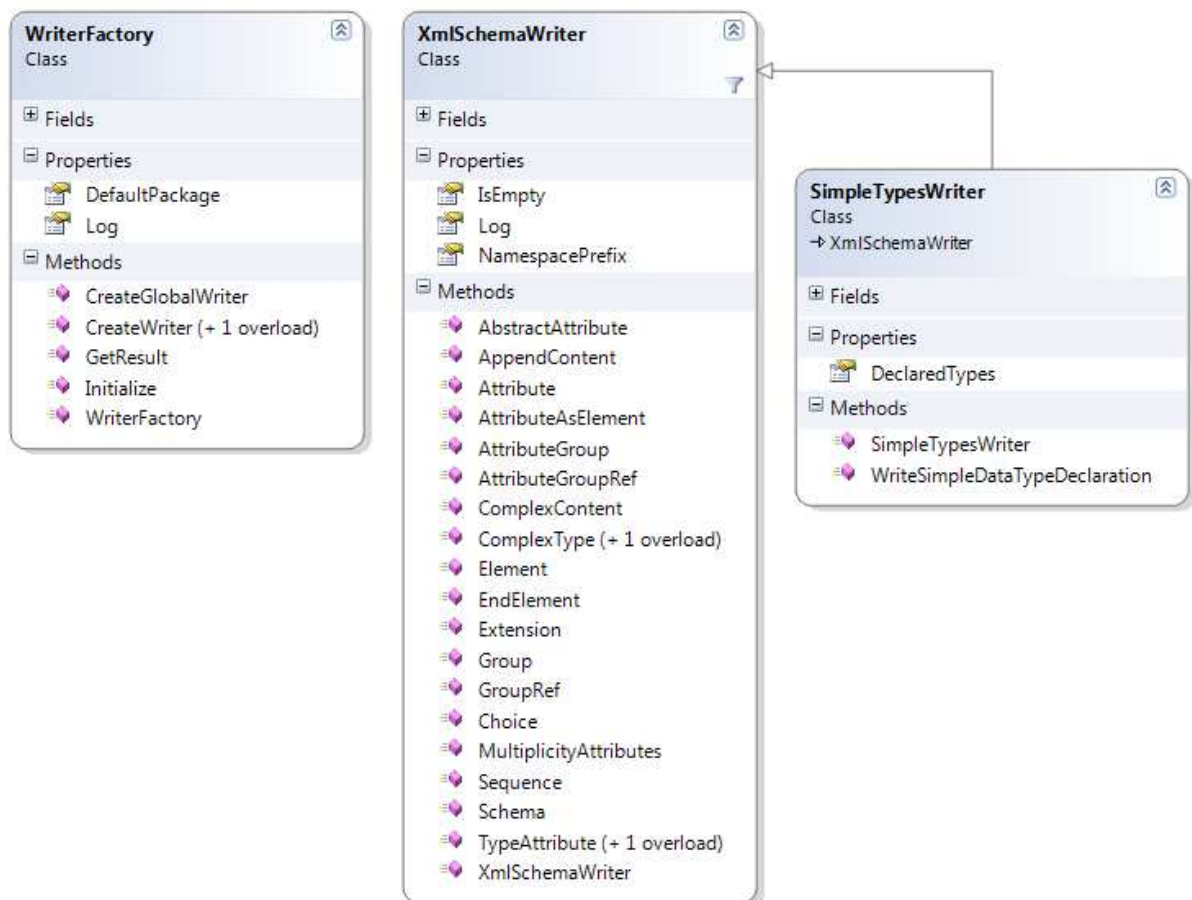 WriterFactory
Class
Fields
Properties
DefaultPackage
Log
Methods
CreateGlobalWriter
CreateWriter (+ 1 overload)
GetResult
Initialize
WriterFactory
XmlSchemaWriter
Class
Fields
Properties
IsEmpty
Log
NamespacePrefix
Methods
AbstractAttribute
AppendContent
Attribute
AttributeAsElement
AttributeGroup
AttributeGroupRef
ComplexContent
ComplexType (+ 1 overload)
Element
EndElement
Extension
Group
GroupRef
Choice
MultiplicityAttributes
Sequence
Schema
TypeAttribute (+ 1 overload)
XmlSchemaWriter
SimpleTypesWriter
Class
XmlSchemaWriter
Fields
Properties
DeclaredTypes
Methods
SimpleTypesWriter
WriteSimpleDataTypeDeclaration